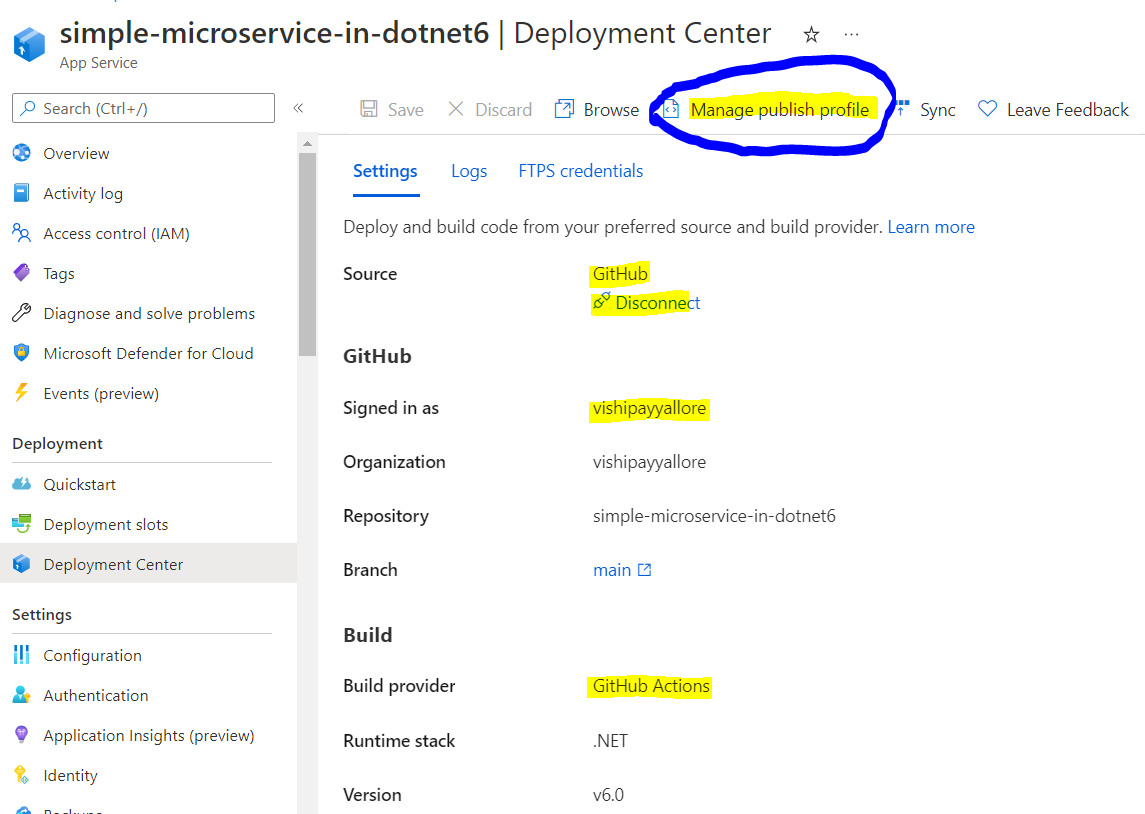 simple-microservice-in-dotnet6 | Deployment Center ☆ ...
App Service
Search (Ctrl+/) «
Save Discard Browse Manage publish profile Sync Leave Feedback
Overview
Activity log
Access control (IAM)
Tags
Diagnose and solve problems
Microsoft Defender for Cloud
Events (preview)
Deployment
Quickstart
Deployment slots
Deployment Center
Settings
Configuration
Authentication
Application Insights (preview)
Identity
Settings Logs FTPS credentials
Deploy and build code from your preferred source and build provider. Learn more
Source GitHub
Disconnect
GitHub
Signed in as vishipayyallore
Organization vishipayyallore
Repository simple-microservice-in-dotnet6
Branch main
Build
Build provider GitHub Actions
Runtime stack .NET
Version v6.0